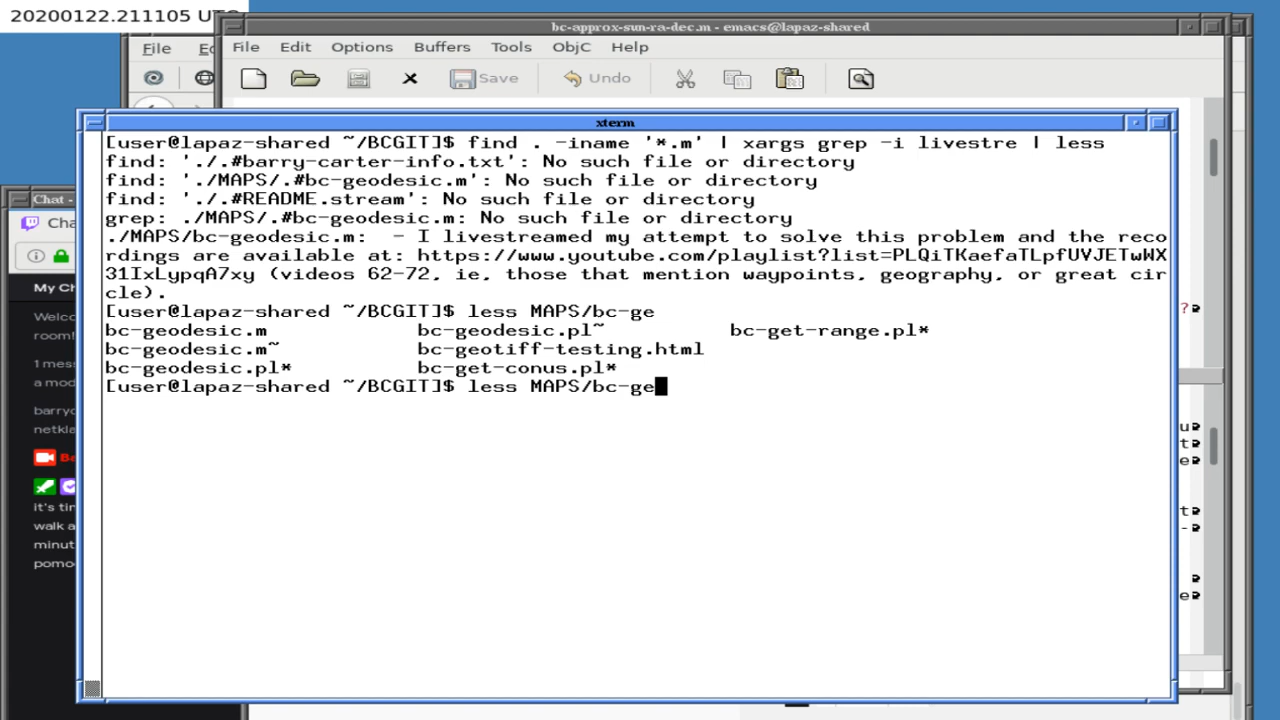 20200122.211105 UTC
bc-approx-sun-ra-dec.m - emacs@lapaz-shared
File
File Edit Options Buffers Tools ObjC Help
Save Undo
xterm
[user@lapaz-shared ~/BCGIT]$ find . -iname '*.m' | xargs grep -i livestre | less
find: './.#barry-carter-info.txt': No such file or directory
find: './MAPS/.#bc-geodesic.m': No such file or directory
find: './.#README.stream': No such file or directory
grep: ./MAPS/.#bc-geodesic.m: No such file or directory
./MAPS/bc-geodesic.m:  - I livestreamed my attempt to solve this problem and the reco
rdings are available at: https://www.youtube.com/playlist?list=PLQiTKaefaTLpfUVJETwWX
31IxLypqA7xy (videos 62-72, ie, those that mention waypoints, geography, or great cir
cle).
[user@lapaz-shared ~/BCGIT]$ less MAPS/bc-ge
bc-geodesic.m bc-geodesic.pl~ bc-get-range.pl*
bc-geodesic.m~ bc-geotiff-testing.html
bc-geodesic.pl* bc-get-conus.pl*
[user@lapaz-shared ~/BCGIT]$ less MAPS/bc-ge
Chat -
Cha
My Ch
Welco
room!
1 mess
a mod
barryc
netkla
Ba
it's tim
walk a
minut
pomo